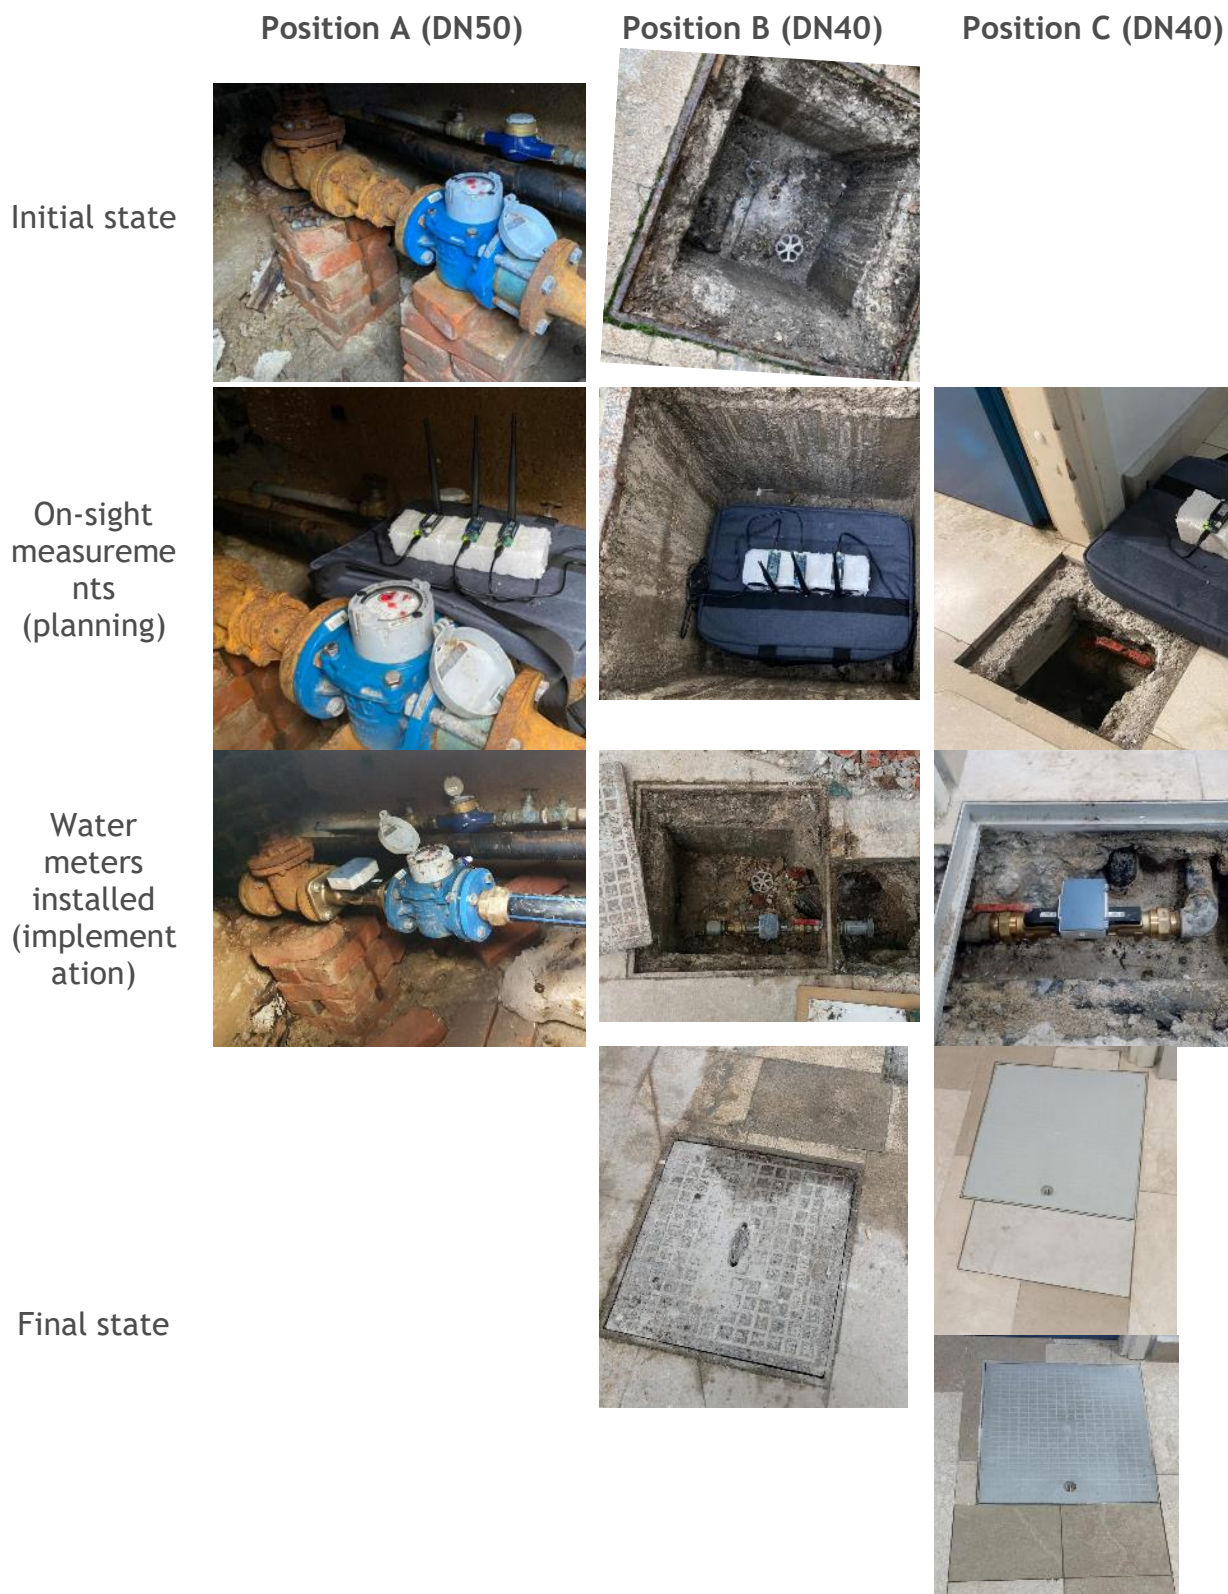 Position A (DN50) Position B (DN40) Position C (DN40)
Initial state
On-sight
measureme
nts
(planning)
Water
meters
installed
(implement
ation)
Final state